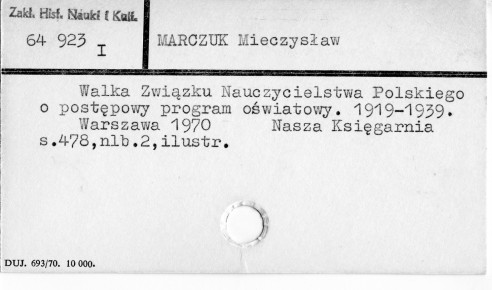 Zakł. Hist. Nauki i Kult.
64 923 I
MARCZUK Mieczysław
Walka Związku Nauczycielstwa Polskiego
o postępowy program oświatowy. 1919-1939.
Warszawa 1970 Nasza Księgarnia
s.478,nlb.2,ilustr.
DUJ. 693/70. 10 000.